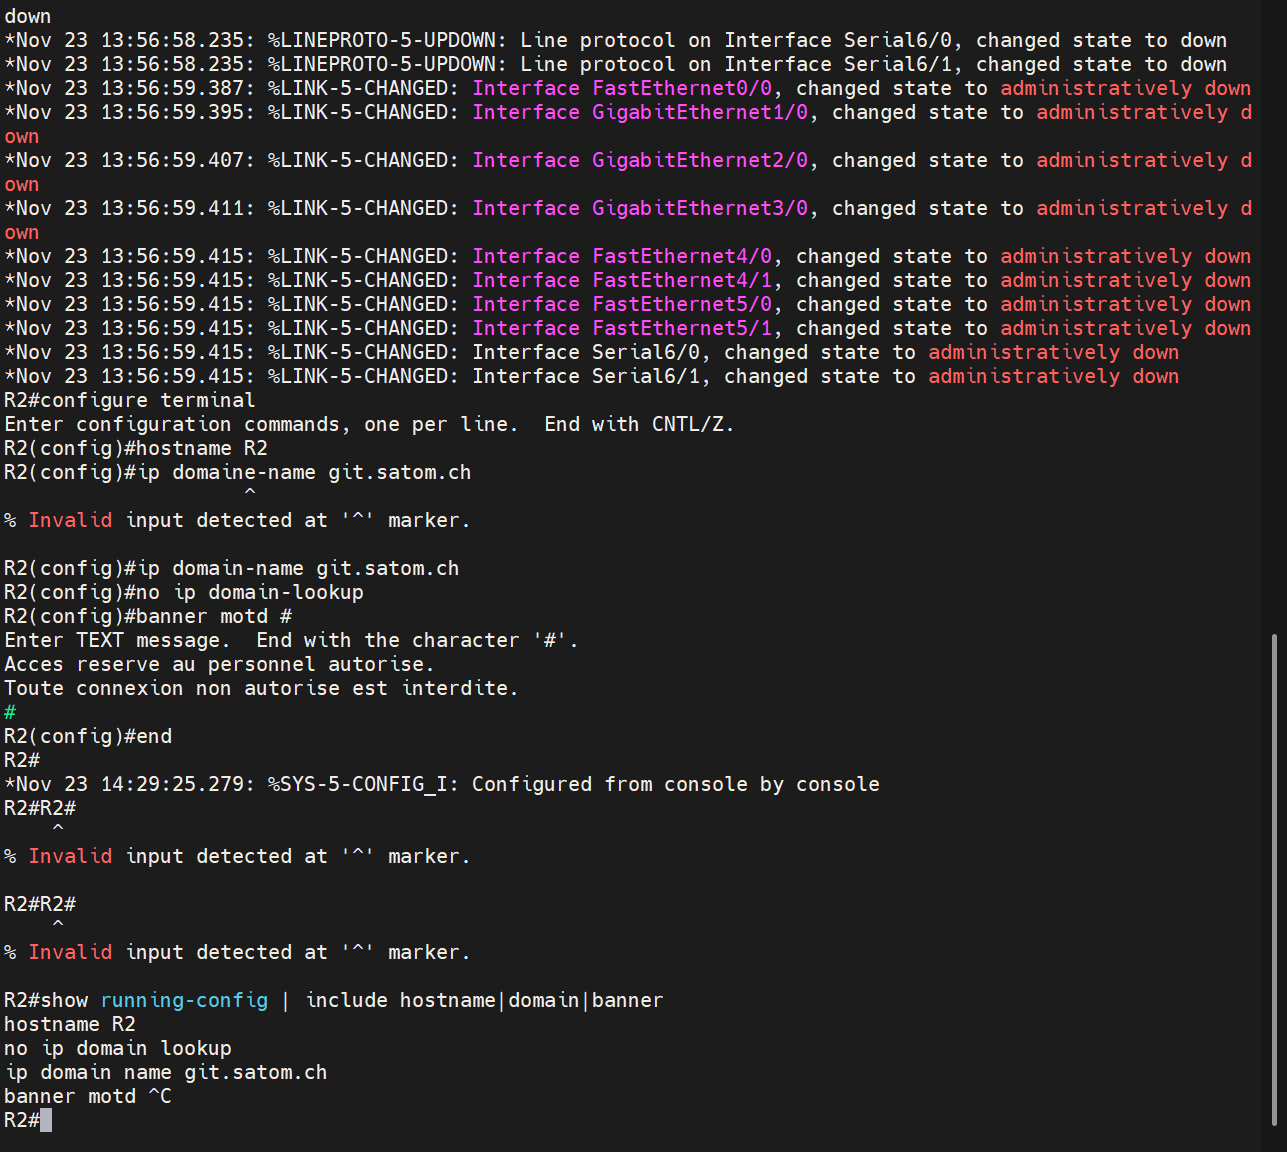 down
*Nov 23 13:56:58.235: %LINEPROTO-5-UPDOWN: Line protocol on Interface Serial6/0, changed state to down
*Nov 23 13:56:58.235: %LINEPROTO-5-UPDOWN: Line protocol on Interface Serial6/1, changed state to down
*Nov 23 13:56:59.387: %LINK-5-CHANGED: Interface FastEthernet0/0, changed state to administratively down
*Nov 23 13:56:59.395: %LINK-5-CHANGED: Interface GigabitEthernet1/0, changed state to administratively d
own
*Nov 23 13:56:59.407: %LINK-5-CHANGED: Interface GigabitEthernet2/0, changed state to administratively d
own
*Nov 23 13:56:59.411: %LINK-5-CHANGED: Interface GigabitEthernet3/0, changed state to administratively d
own
*Nov 23 13:56:59.415: %LINK-5-CHANGED: Interface FastEthernet4/0, changed state to administratively down
*Nov 23 13:56:59.415: %LINK-5-CHANGED: Interface FastEthernet4/1, changed state to administratively down
*Nov 23 13:56:59.415: %LINK-5-CHANGED: Interface FastEthernet5/0, changed state to administratively down
*Nov 23 13:56:59.415: %LINK-5-CHANGED: Interface FastEthernet5/1, changed state to administratively down
*Nov 23 13:56:59.415: %LINK-5-CHANGED: Interface Serial6/0, changed state to administratively down
*Nov 23 13:56:59.415: %LINK-5-CHANGED: Interface Serial6/1, changed state to administratively down
R2#configure terminal
Enter configuration commands, one per line.  End with CNTL/Z.
R2(config)#hostname R2
R2(config)#ip domaine-name git.satom.ch
                    ^
% Invalid input detected at '^' marker.

R2(config)#ip domain-name git.satom.ch
R2(config)#no ip domain-lookup
R2(config)#banner motd #
Enter TEXT message.  End with the character '#'.
Acces reserve au personnel autorise.
Toute connexion non autorise est interdite.
#
R2(config)#end
R2#
*Nov 23 14:29:25.279: %SYS-5-CONFIG_I: Configured from console by console
R2#R2#
    ^
% Invalid input detected at '^' marker.

R2#R2#
    ^
% Invalid input detected at '^' marker.

R2#show running-config | include hostname|domain|banner
hostname R2
no ip domain lookup
ip domain name git.satom.ch
banner motd ^C
R2#